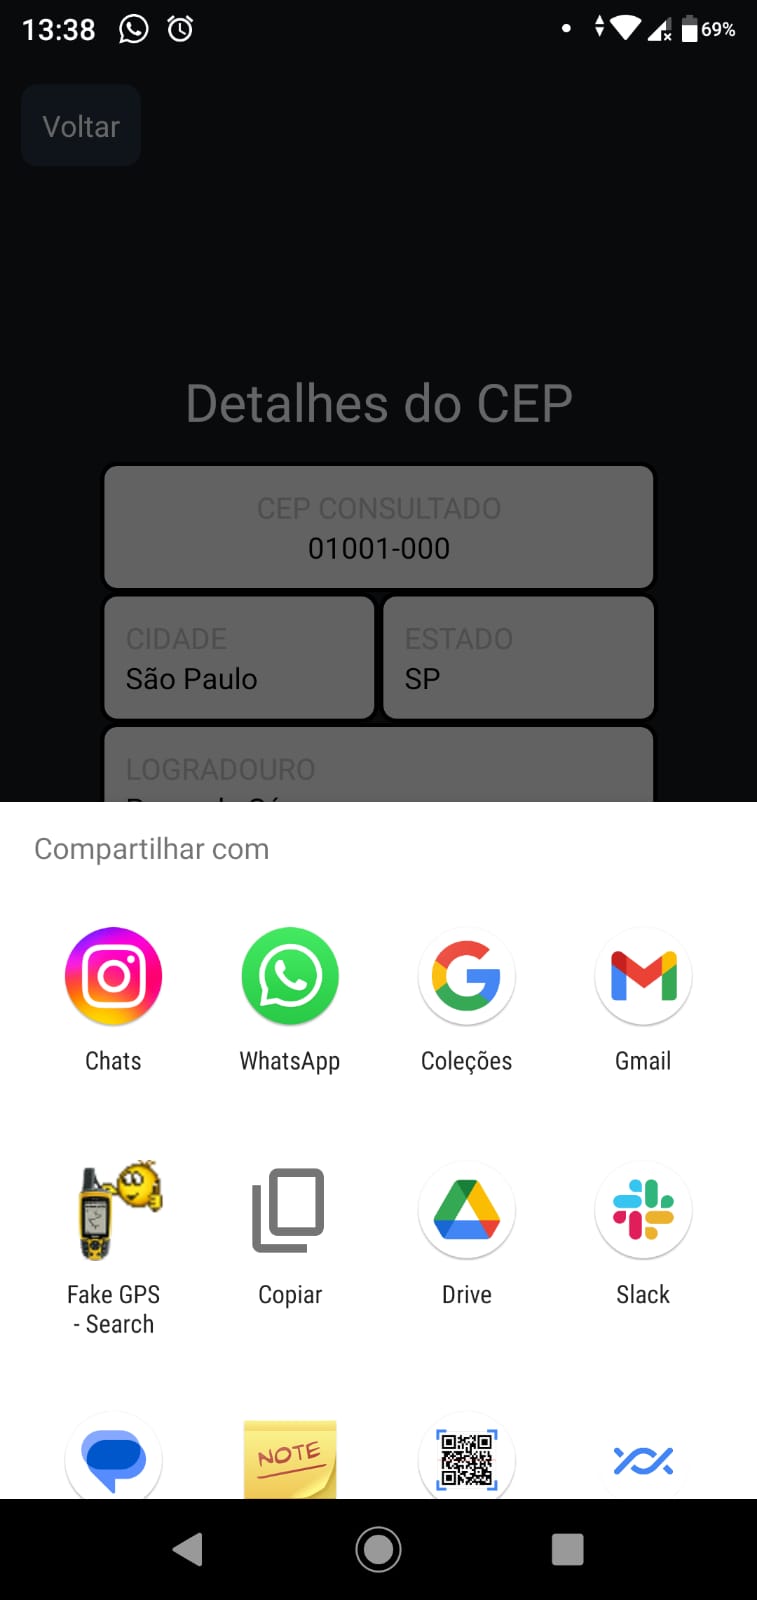 13:38
69%
Voltar
Detalhes do CEP
CEP CONSULTADO
01001-000
CIDADE
São Paulo
ESTADO
SP
LOGRADOURO
Compartilhar com
Chats
WhatsApp
Coleções
Gmail
Fake GPS
- Search
Copiar
Drive
Slack
NOTE